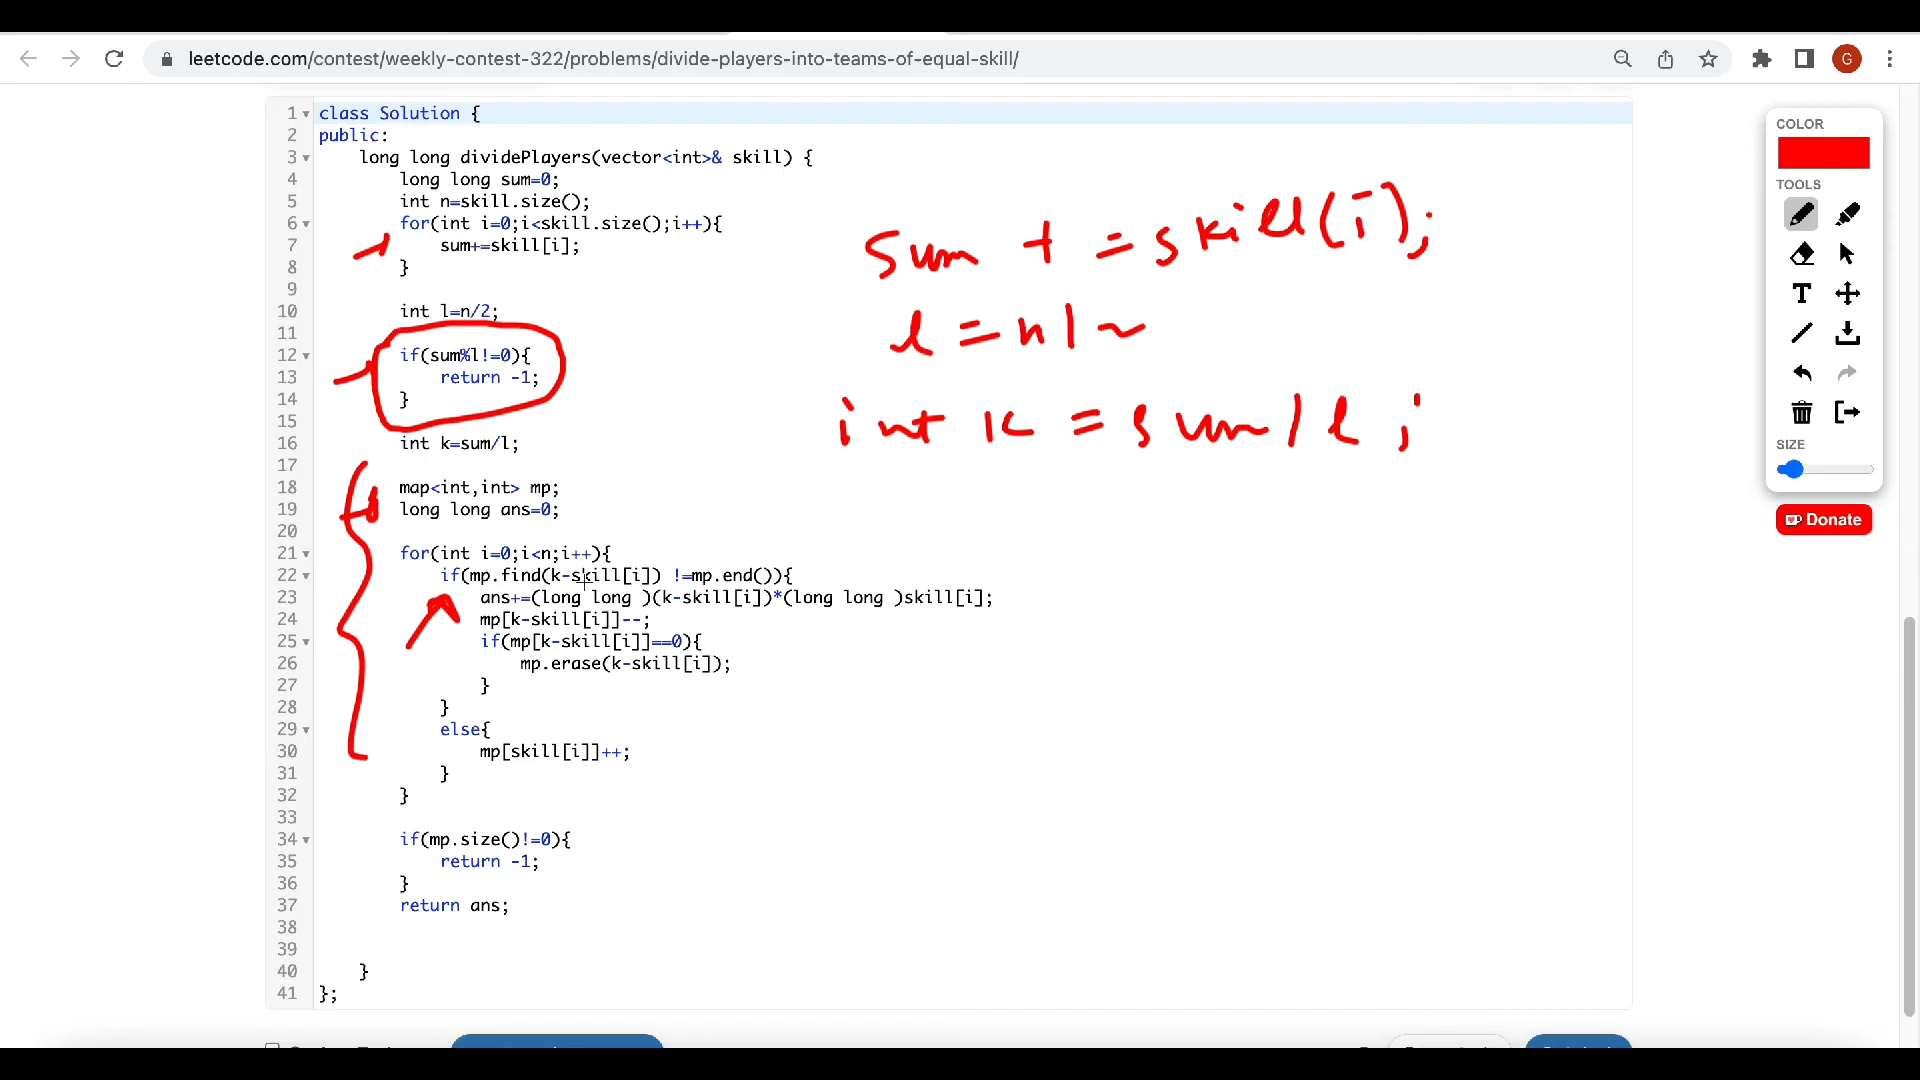 leetcode.com/contest/weekly-contest-322/problems/divide-players-into-teams-of-equal-skill/
G
1 class Solution {
2 public:
3 long long dividePlayers(vector<int>& skill) {
4 long long sum=0;
5 int n=skill.size();
6 for(int i=0;i<skill.size();i++){
7 sum+=skill[i];
8 }
9
10 int l=n/2;
11
12 if(sum%l!=0){
13 return -1;
14 }
15
16 int k=sum/l;
17
18 map<int,int> mp;
19 long long ans=0;
20
21 for(int i=0;i<n;i++){
22 if(mp.find(k-skill[i]) !=mp.end()){
23 ans+=(long long )(k-skill[i])*(long long )skill[i];
24 mp[k-skill[i]]--;
25 if(mp[k-skill[i]]==0){
26 mp.erase(k-skill[i]);
27 }
28 }
29 else{
30 mp[skill[i]]++;
31 }
32 }
33
34 if(mp.size()!=0){
35 return -1;
36 }
37 return ans;
38
39
40 }
41 };
sum + = skill(i);
l = n/2
int k = sum/l;
COLOR
TOOLS
T
SIZE
Donate